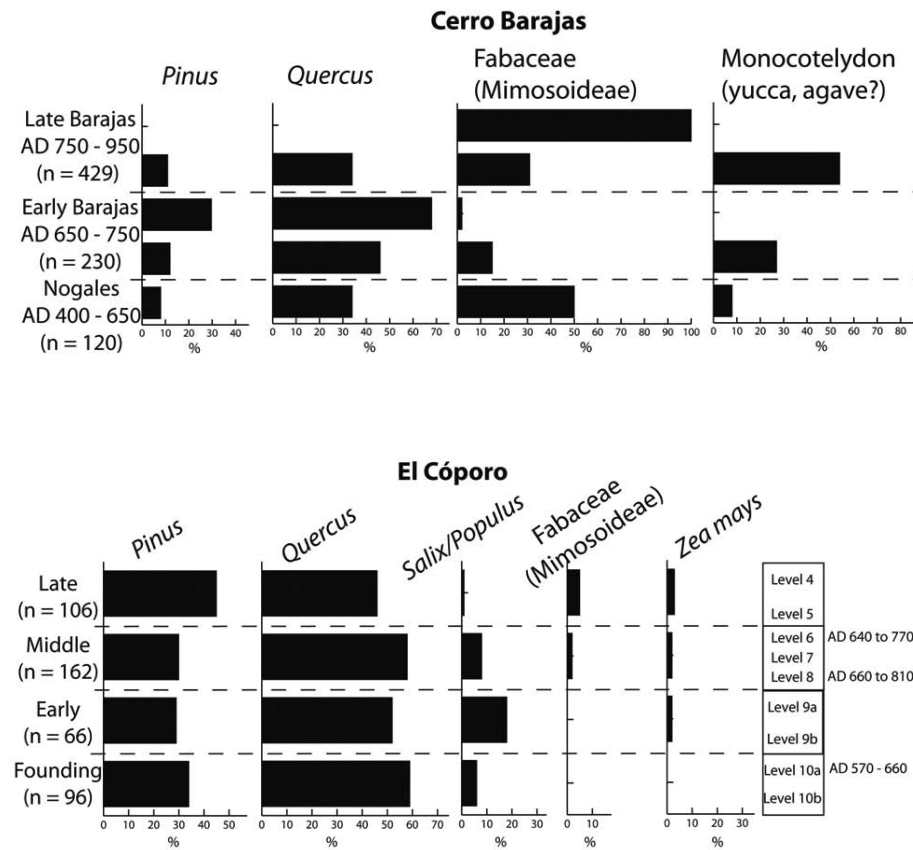 Cerro Barajas
Pinus
Quercus
Fabaceae
(Mimosoideae)
Monocotelydon
(yucca, agave?)
Late Barajas
AD 750 - 950
(n = 429)
Early Barajas
AD 650 - 750
(n = 230)
Nogales
AD 400 - 650
(n = 120)
0 10 20 30 40
%
0 10 20 30 40 50 60 70
%
0 10 20 30 40 50 60 70 80 90 100
%
0 10 20 30 40 50 60 70 80
%
El Cóporo
Pinus
Quercus
Salix/Populus
Fabaceae
(Mimosoideae)
Zea mays
Late
(n = 106)
Middle
(n = 162)
Early
(n = 66)
Founding
(n = 96)
Level 4
Level 5
Level 6 AD 640 to 770
Level 7
Level 8 AD 660 to 810
Level 9a
Level 9b
Level 10a AD 570 - 660
Level 10b
0 10 20 30 40 50
%
0 10 20 30 40 50 60 70
%
0 10 20 30
%
0 10
%
0 10 20 30
%